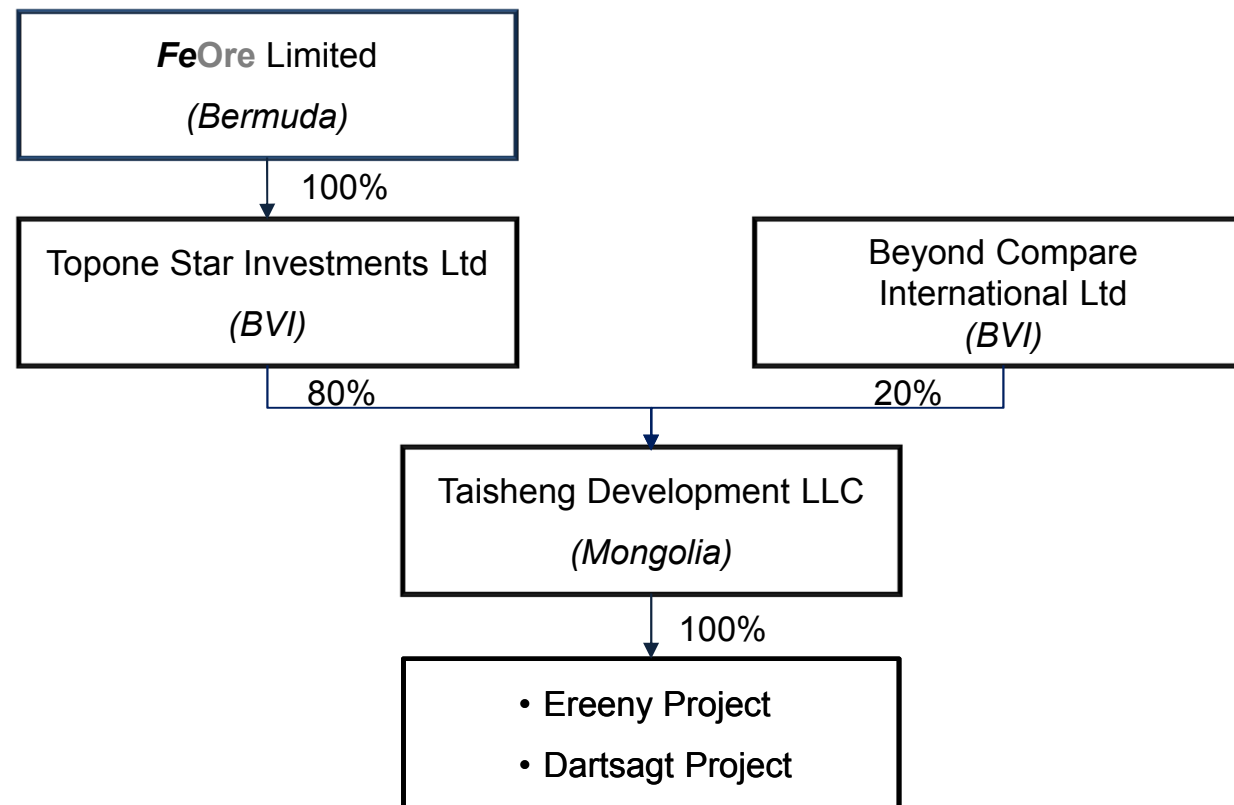 FeOre Limited
(Bermuda)
100%
Topone Star Investments Ltd
(BVI)
Beyond Compare
International Ltd
(BVI)
80%
20%
Taisheng Development LLC
(Mongolia)
100%
• Ereeny Project
• Dartsagt Project